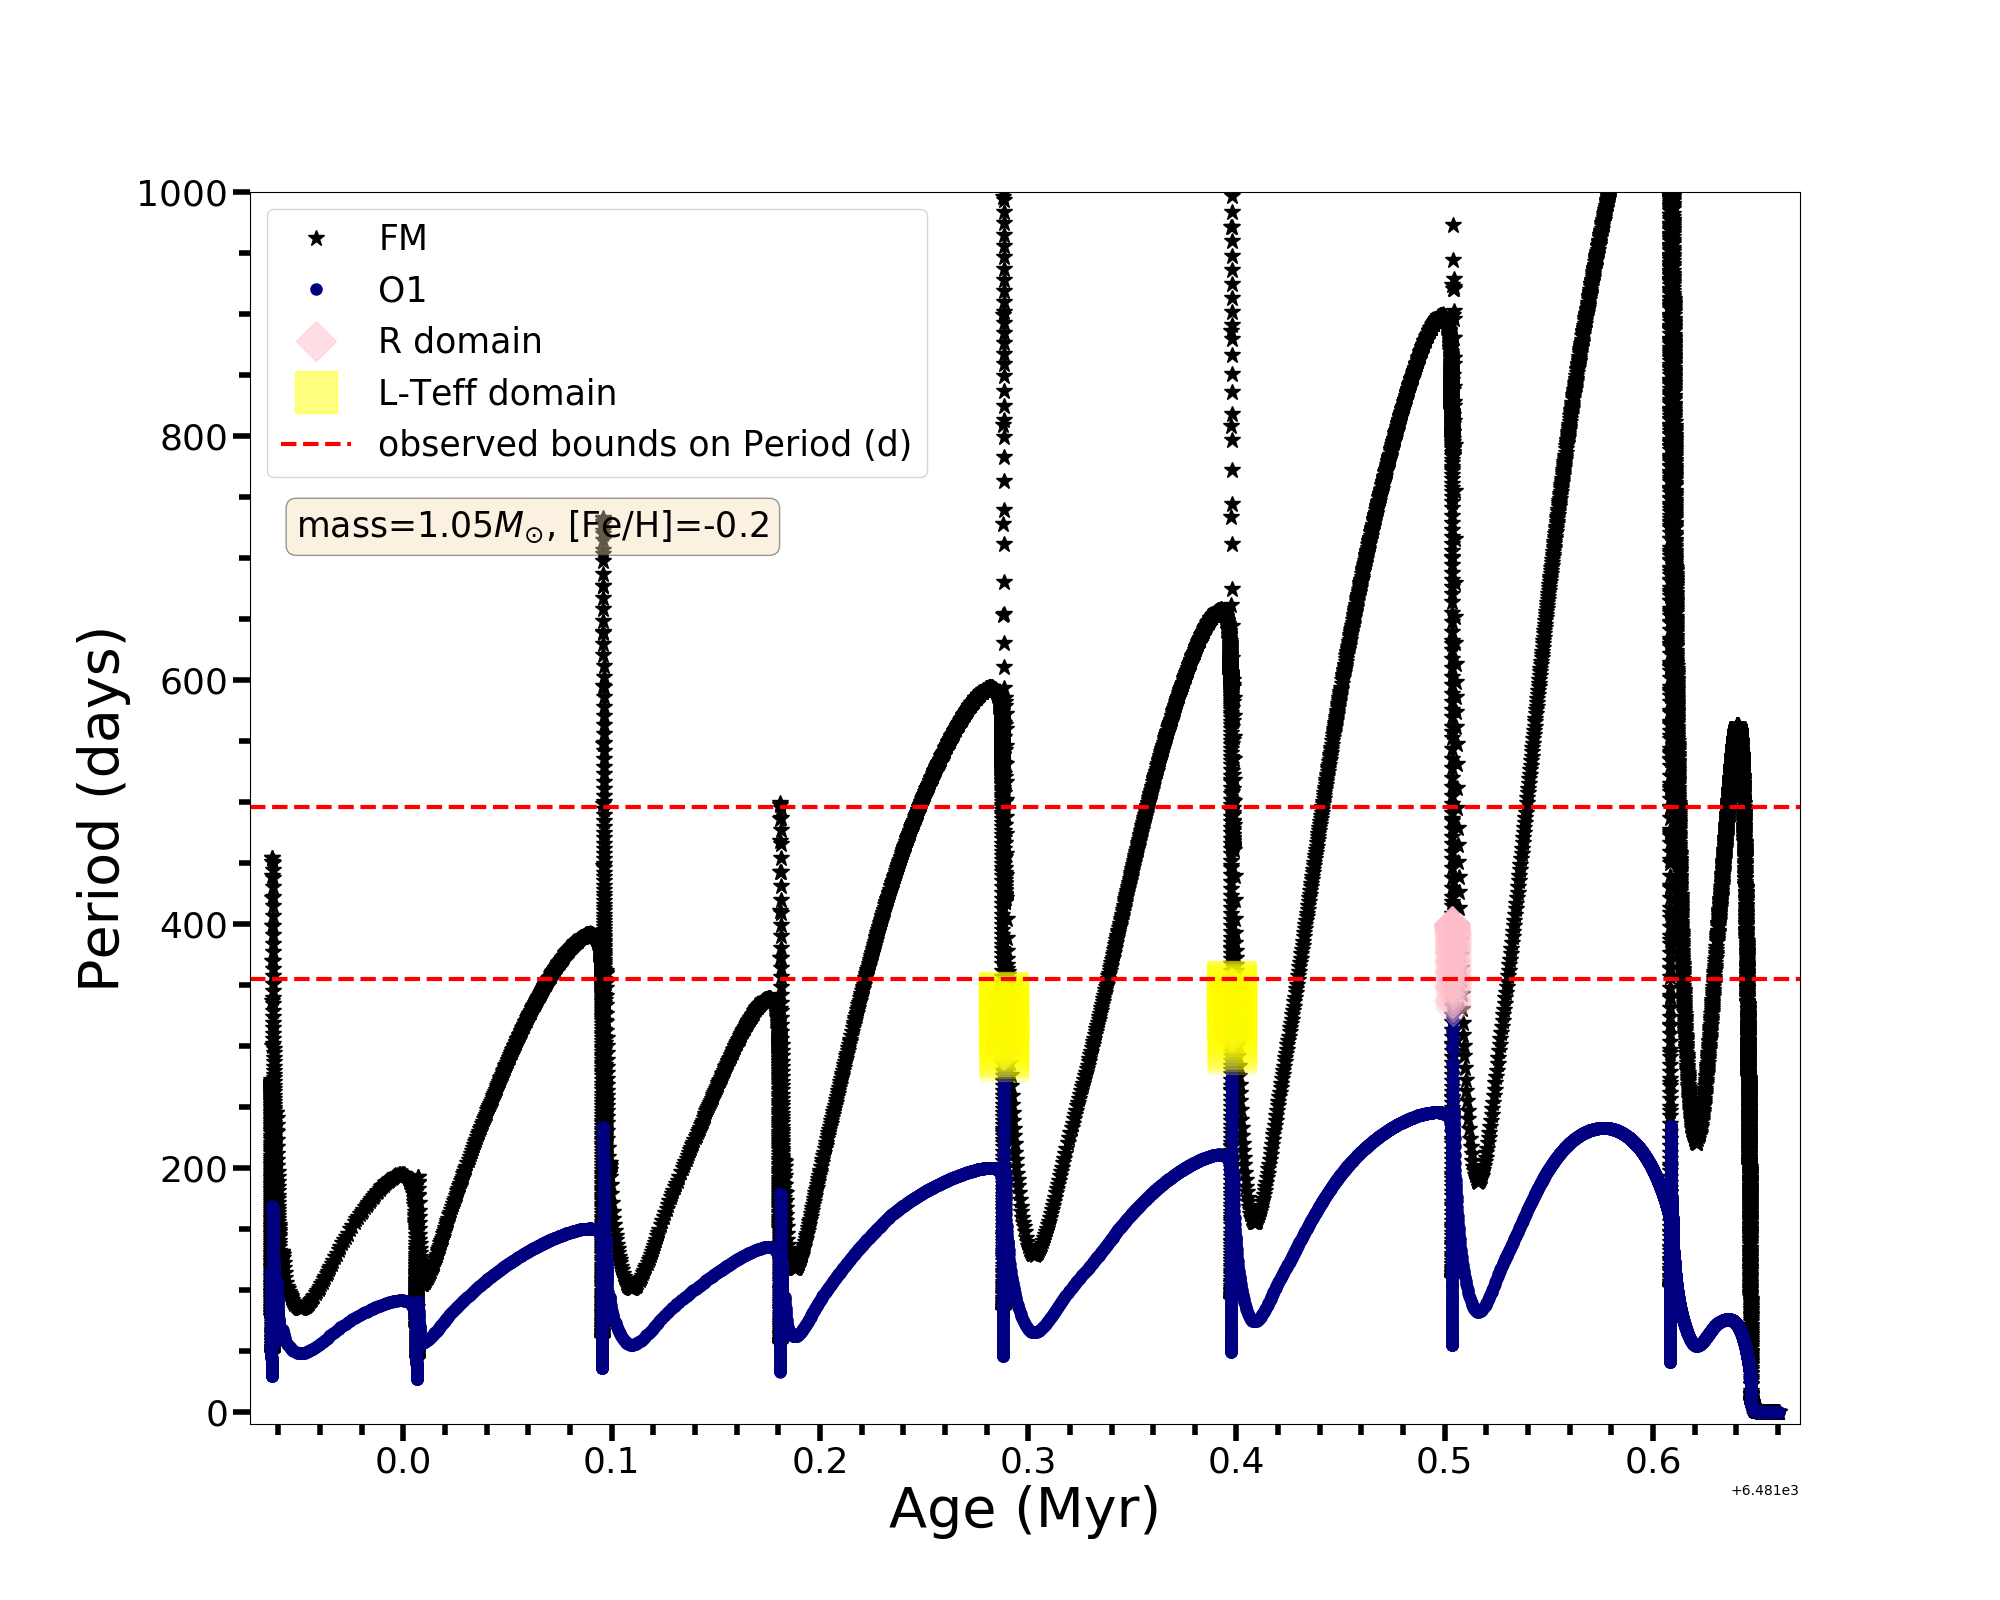 1000
800
600
400
200
0
Period (days)
FM
O1
R domain
L-Teff domain
observed bounds on Period (d)
mass=1.05M☉, [Fe/H]=-0.2
0.0 0.1 0.2 0.3 0.4 0.5 0.6
+6.481e3
Age (Myr)